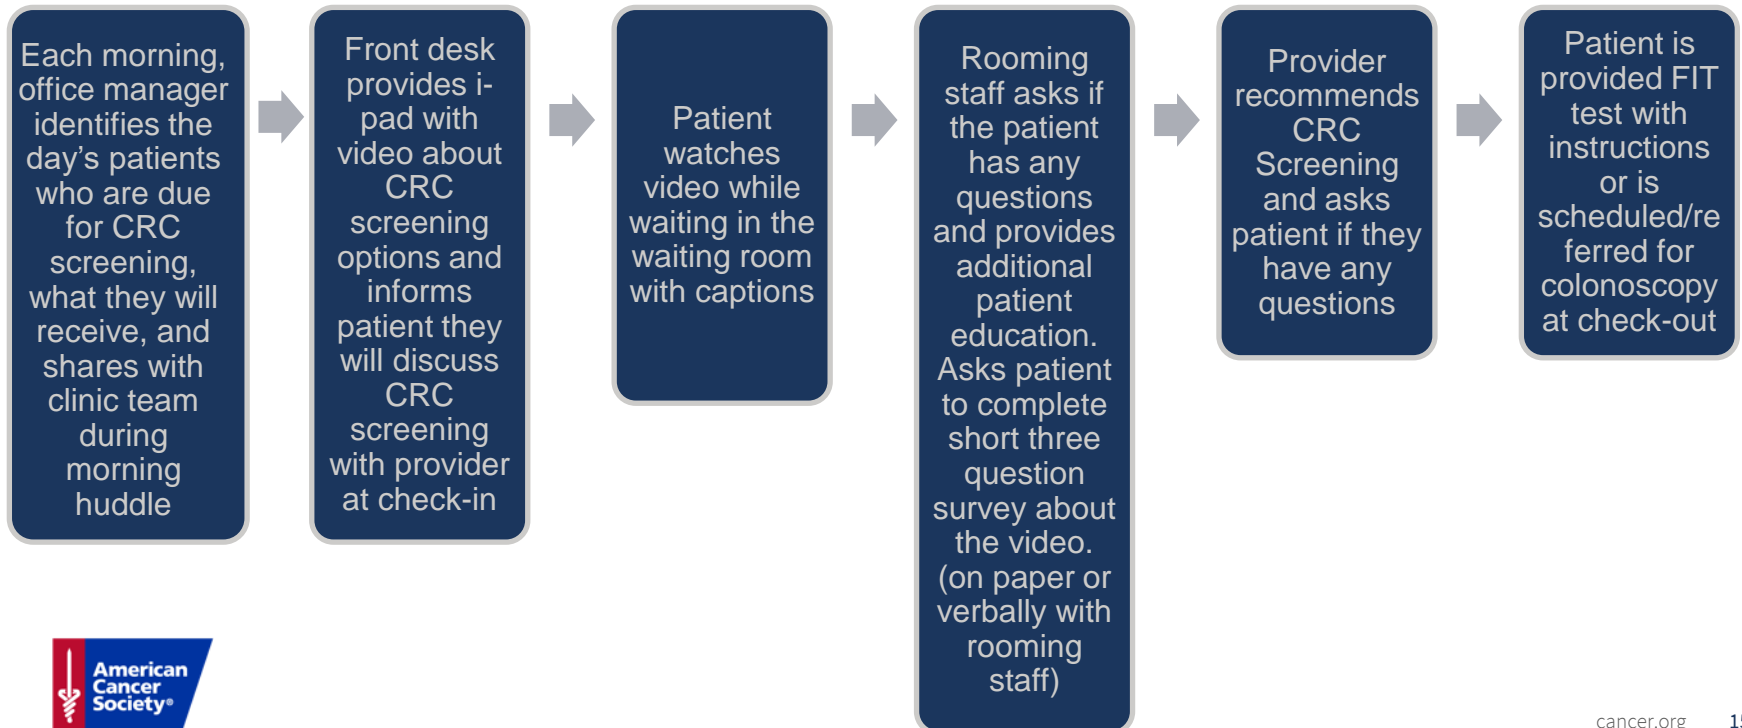 Each morning,
office manager
identifies the
day's patients
who are due
for CRC
screening,
what they will
receive, and
shares with
clinic team
during
morning
huddle
Front desk
provides i-
pad with
video about
CRC
screening
options and
informs
patient they
will discuss
CRC
screening
with provider
at check-in
Patient
watches
video while
waiting in the
waiting room
with captions
Rooming
staff asks if
the patient
has any
questions
and provides
additional
patient
education.
Asks patient
to complete
short three
question
survey about
the video.
(on paper or
verbally with
rooming
staff)
Provider
recommends
CRC
Screening
and asks
patient if they
have any
questions
Patient is
provided FIT
test with
instructions
or is
scheduled/re
ferred for
colonoscopy
at check-out
American
Cancer
Society®
cancer.org